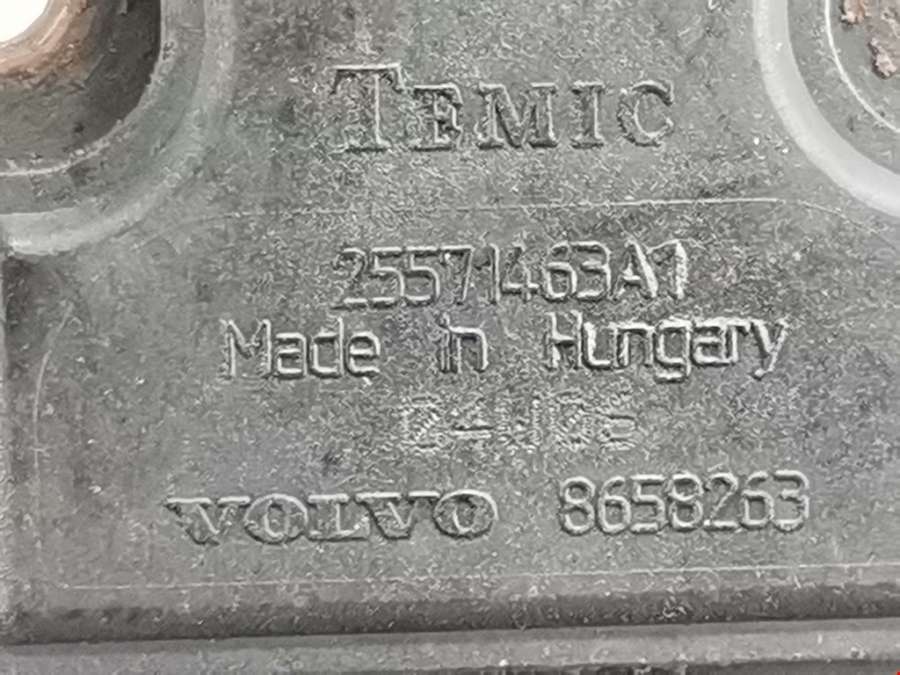 TEMIC
25571463A1
Made in Hungary
VOLVO 8658263